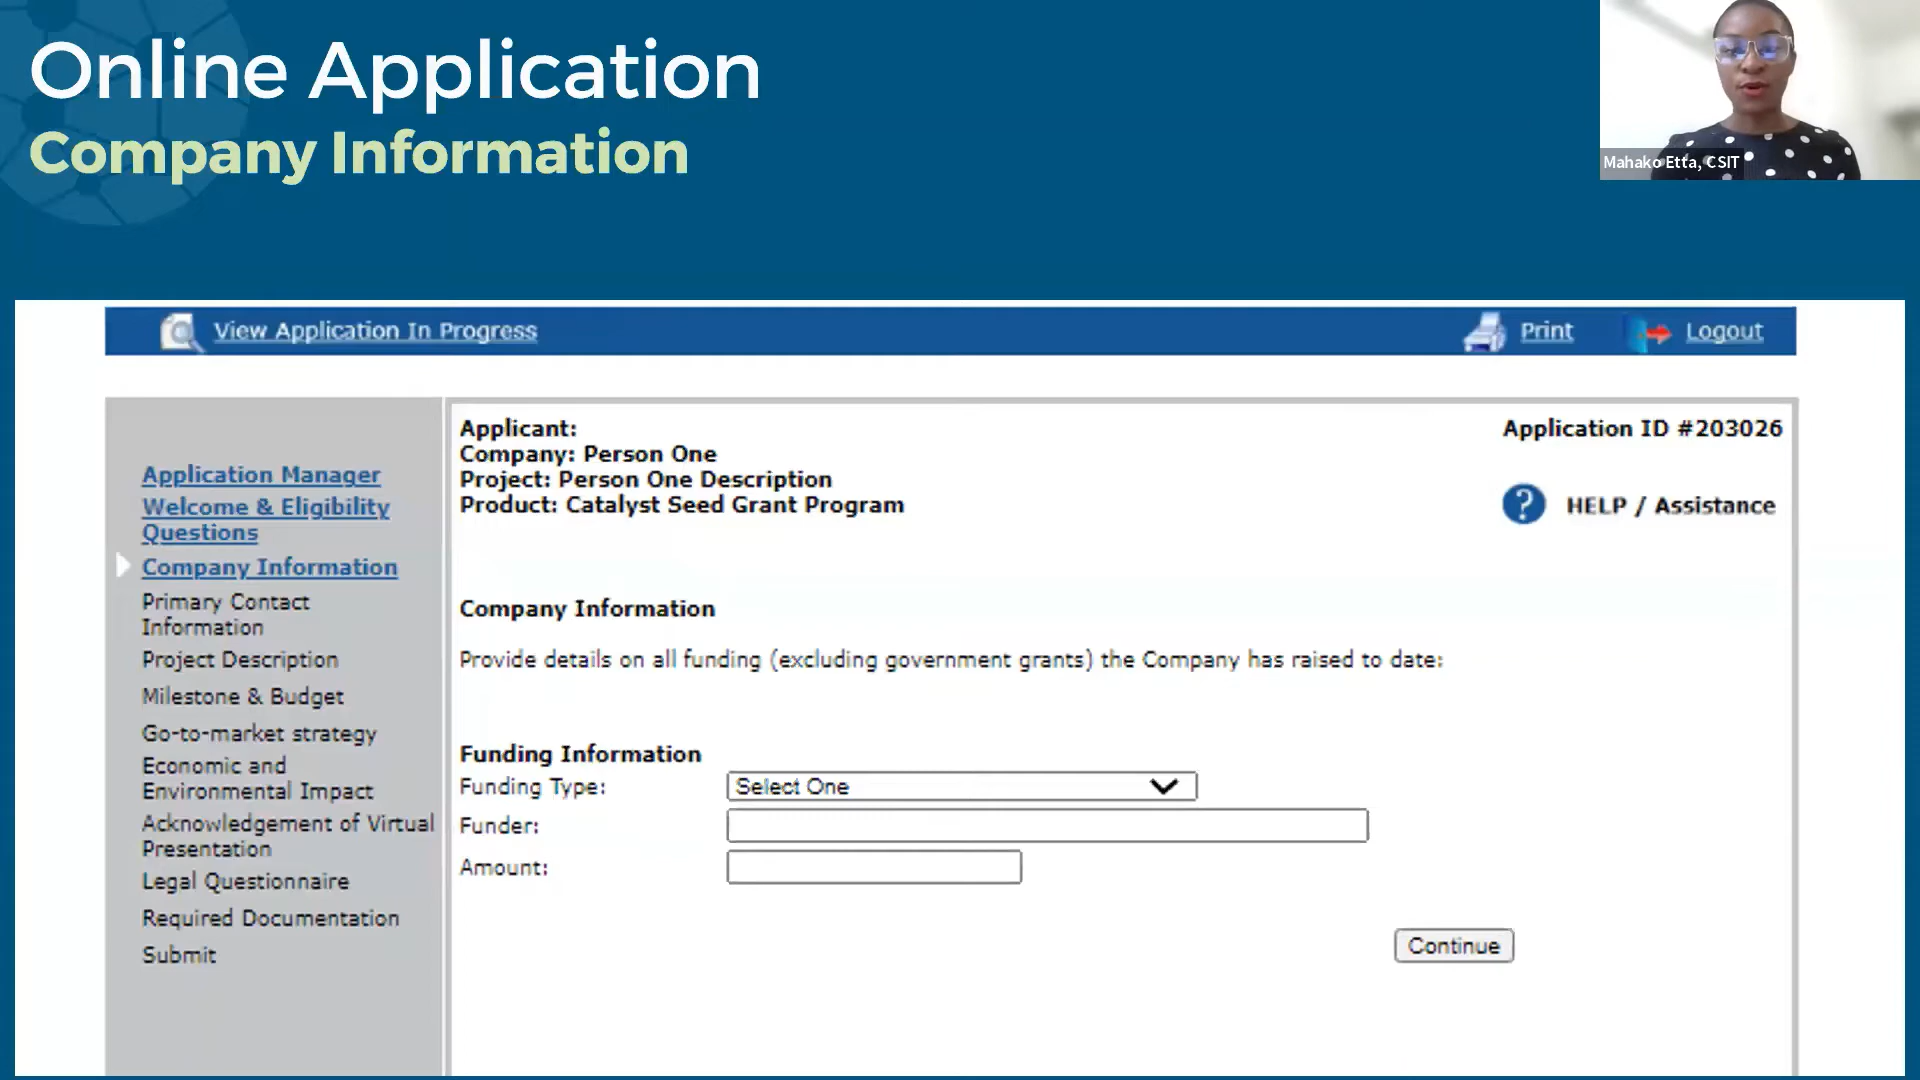 Online Application
Company Information
Mahako Etta, CSIT
View Application In Progress
Print
Logout
Application Manager
Welcome & Eligibility
Questions
Company Information
Primary Contact
Information
Project Description
Milestone & Budget
Go-to-market strategy
Economic and
Environmental Impact
Acknowledgement of Virtual
Presentation
Legal Questionnaire
Required Documentation
Submit
Applicant:
Company: Person One
Project: Person One Description
Product: Catalyst Seed Grant Program
Application ID #203026
? HELP / Assistance
Company Information
Provide details on all funding (excluding government grants) the Company has raised to date:
Funding Information
Funding Type: Select One
Funder:
Amount:
Continue